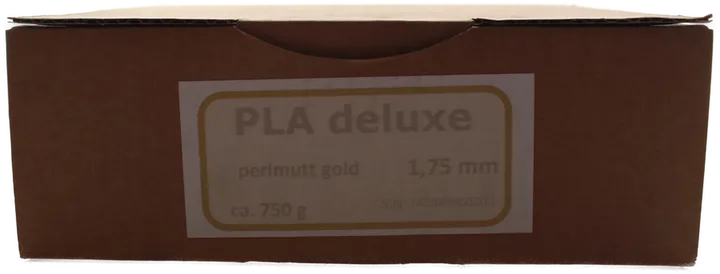 PLA deluxe
perlmutt gold 1,75 mm
ca. 750 g